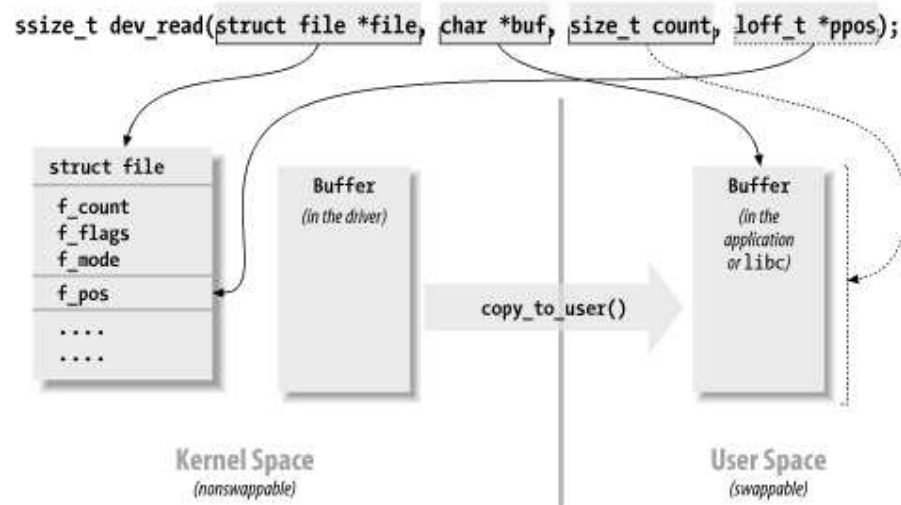 ssize_t dev_read(struct file *file, char *buf, size_t count, loff_t *ppos);
struct file
f_count
f_flags
f_mode
f_pos
....
....
Buffer
(in the driver)
copy_to_user()
Buffer
(in the
application
or libc)
Kernel Space
(nonswappable)
User Space
(swappable)